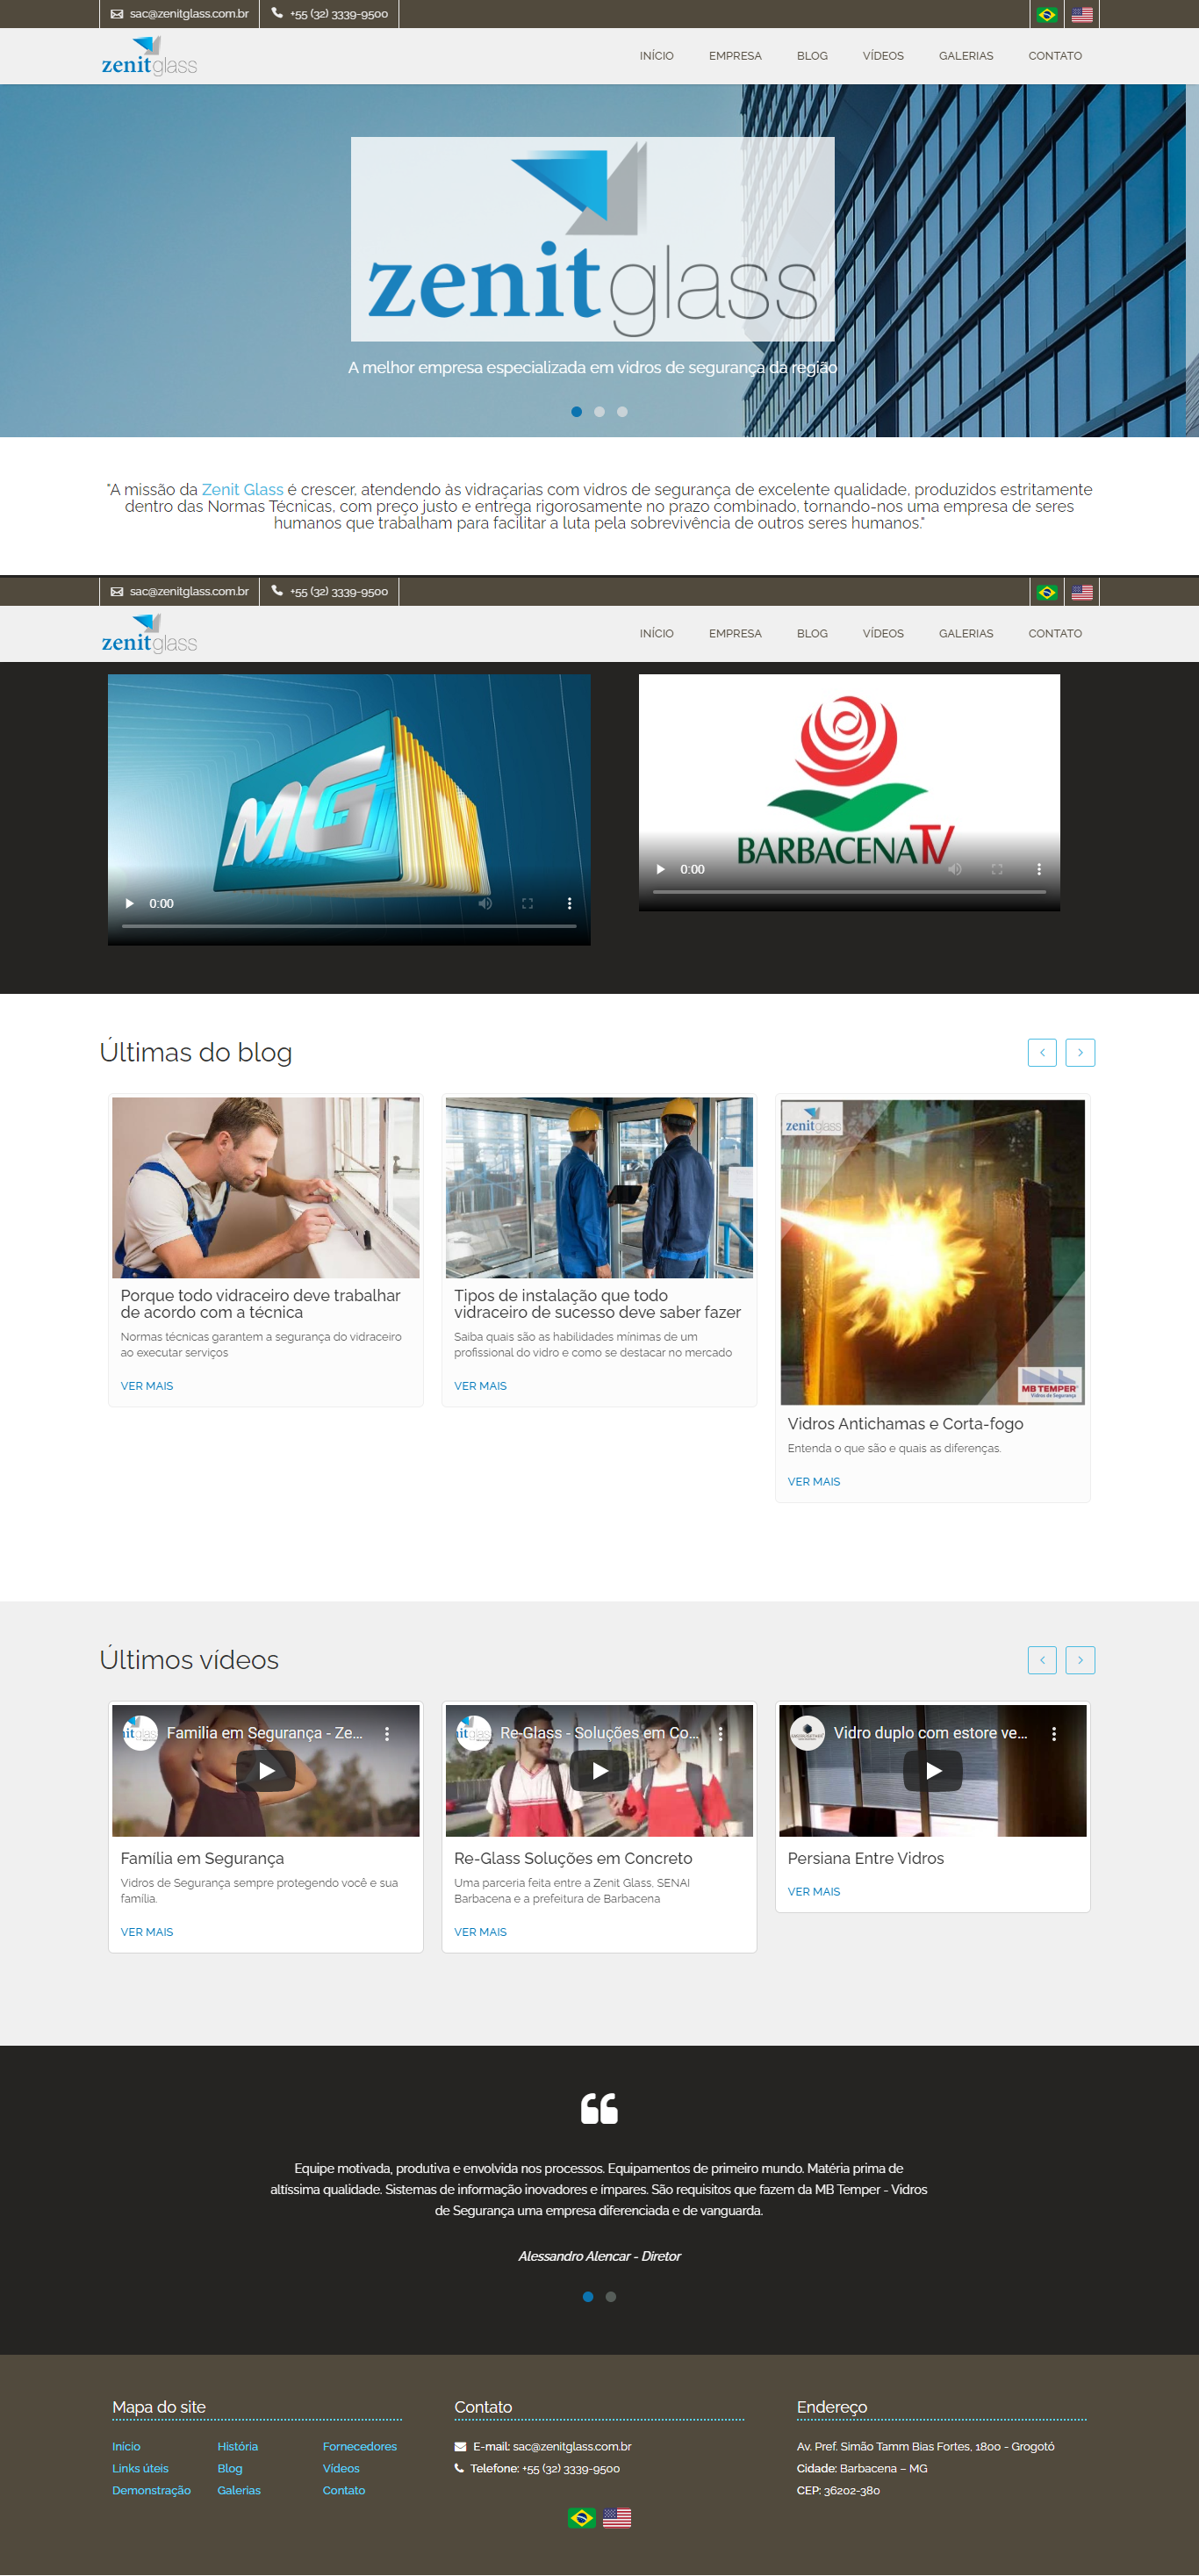 sac@zenitglass.com.br
+55 (32) 3339-9500
zenitglass
INÍCIO
EMPRESA
BLOG
VÍDEOS
GALERIAS
CONTATO
zenitglass
A melhor empresa especializada em vidros de segurança da região
"A missão da Zenit Glass é crescer, atendendo às vidraçarias com vidros de segurança de excelente qualidade, produzidos estritamente
dentro das Normas Técnicas, com preço justo e entrega rigorosamente no prazo combinado, tornando-nos uma empresa de seres
humanos que trabalham para facilitar a luta pela sobrevivência de outros seres humanos."
sac@zenitglass.com.br
+55 (32) 3339-9500
zenitglass
INÍCIO
EMPRESA
BLOG
VÍDEOS
GALERIAS
CONTATO
MG
0:00
BARBACENATV
0:00
Últimas do blog
Porque todo vidraceiro deve trabalhar
de acordo com a técnica
Normas técnicas garantem a segurança do vidraceiro
ao executar serviços
VER MAIS
Tipos de instalação que todo
vidraceiro de sucesso deve saber fazer
Saiba quais são as habilidades mínimas de um
profissional do vidro e como se destacar no mercado
VER MAIS
zenitglass
MB TEMPER
Vidros de Segurança
Vidros Antichamas e Corta-fogo
Entenda o que são e quais as diferenças.
VER MAIS
Últimos vídeos
Familia em Segurança - Ze...
Família em Segurança
Vidros de Segurança sempre protegendo você e sua
família.
VER MAIS
Re-Glass - Soluções em Co...
Re-Glass Soluções em Concreto
Uma parceria feita entre a Zenit Glass, SENAI
Barbacena e a prefeitura de Barbacena
VER MAIS
Vidro duplo com estore ve...
Persiana Entre Vidros
VER MAIS
Equipe motivada, produtiva e envolvida nos processos. Equipamentos de primeiro mundo. Matéria prima de
altíssima qualidade. Sistemas de informação inovadores e ímpares. São requisitos que fazem da MB Temper - Vidros
de Segurança uma empresa diferenciada e de vanguarda.
Alessandro Alencar - Diretor
Mapa do site
Início
História
Fornecedores
Links úteis
Blog
Vídeos
Demonstração
Galerias
Contato
Contato
E-mail: sac@zenitglass.com.br
Telefone: +55 (32) 3339-9500
Endereço
Av. Pref. Simão Tamm Bias Fortes, 1800 - Grogotó
Cidade: Barbacena – MG
CEP: 36202-380